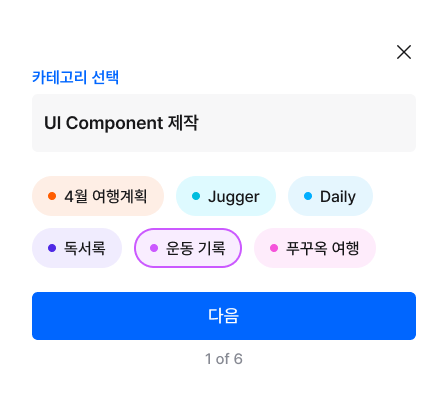 카테고리 선택
UI Component 제작
4월 여행계획
Jugger
Daily
독서록
운동 기록
푸꾸옥 여행
다음
1 of 6